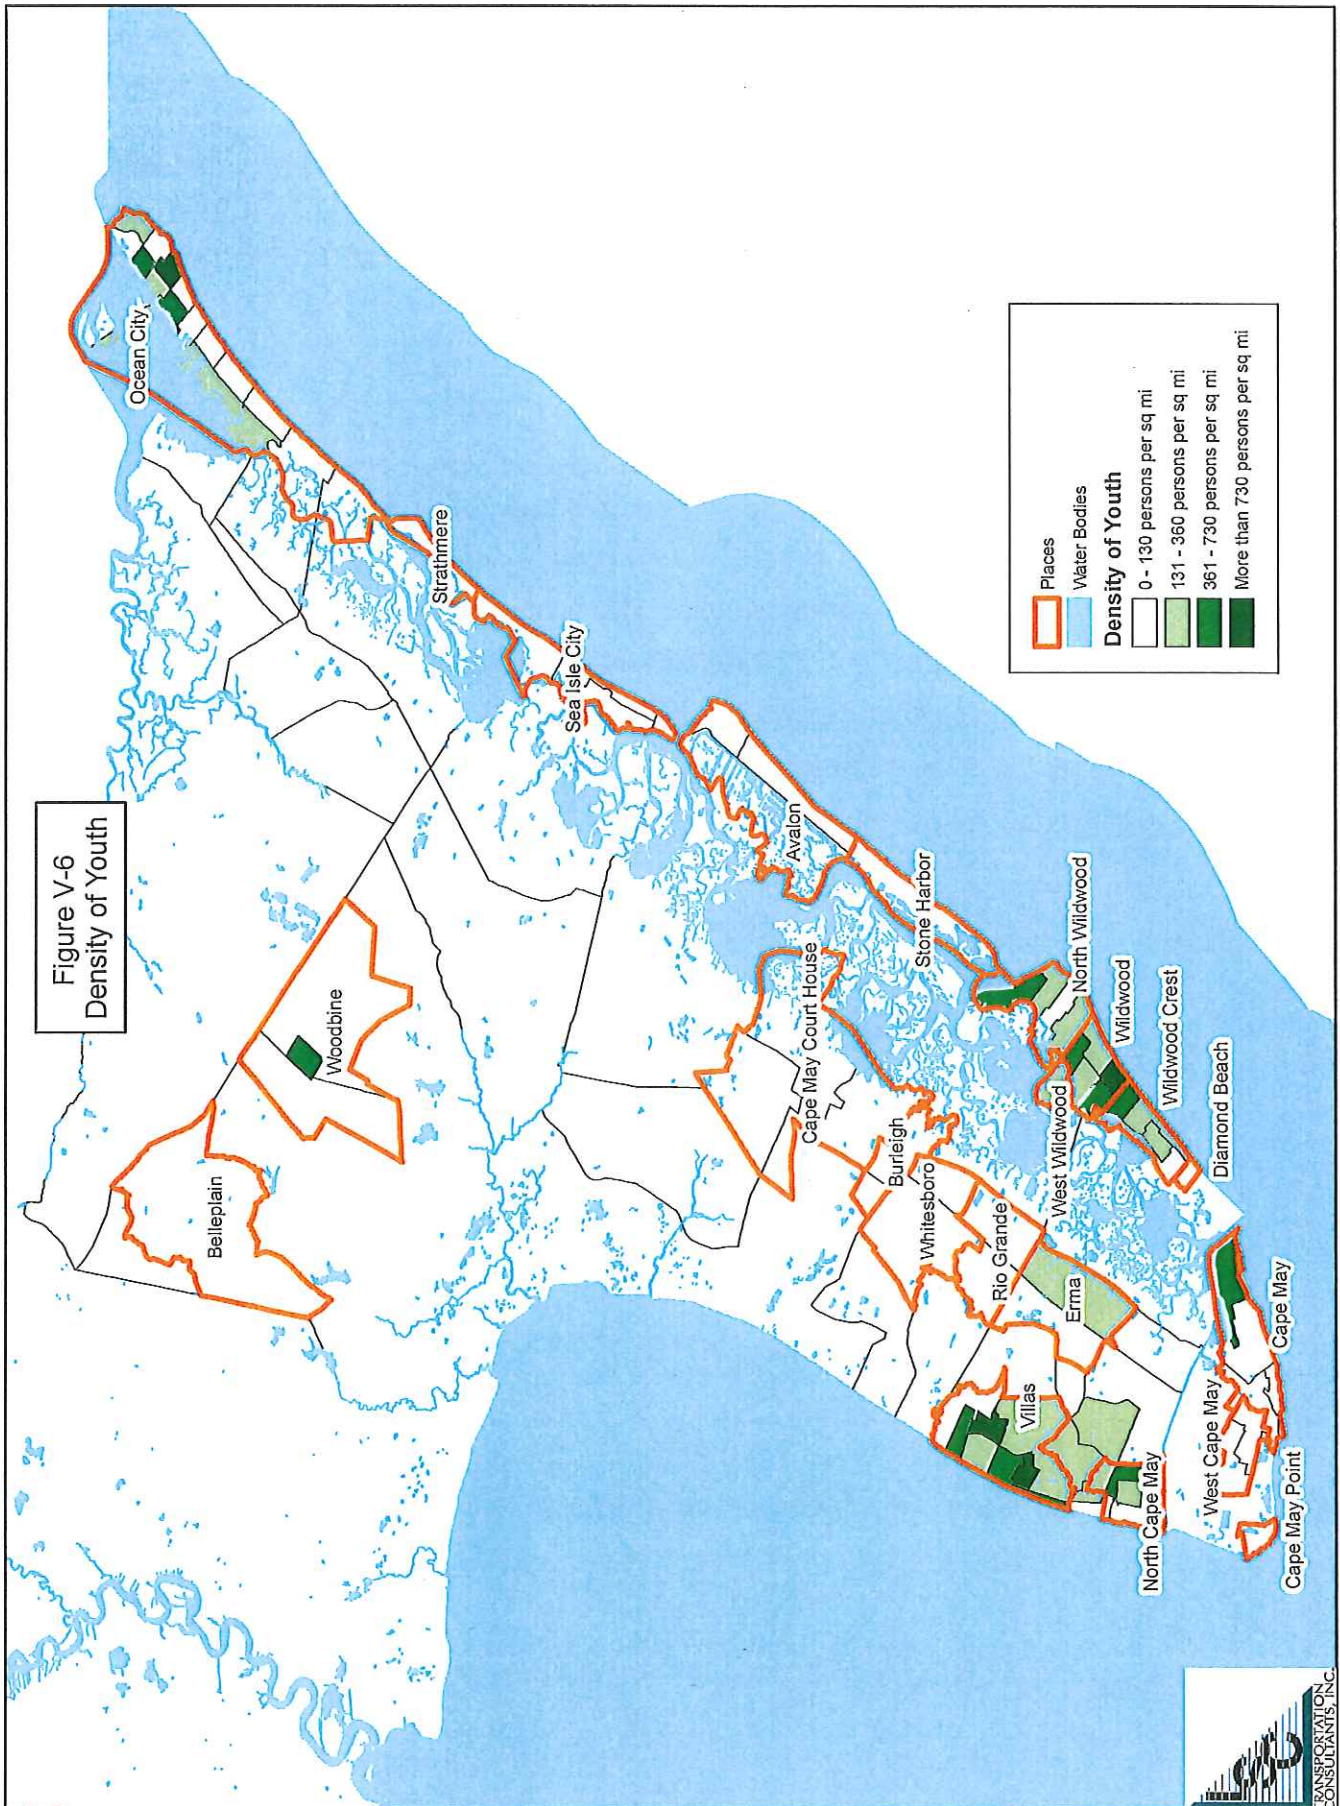 Figure V-6
Density of Youth
Ocean City
Strathmere
Sea Isle City
Avalon
Stone Harbor
Woodbine
Belleplain
Cape May Court House
Burleigh
Whitesboro
Rio Grande
Erma
Villas
North Wildwood
Wildwood
West Wildwood
Wildwood Crest
Diamond Beach
Cape May
West Cape May
North Cape May
Cape May Point
Places
Water Bodies
Density of Youth
0 - 130 persons per sq mi
131 - 360 persons per sq mi
361 - 730 persons per sq mi
More than 730 persons per sq mi
LSC
TRANSPORTATION
CONSULTANTS, INC.